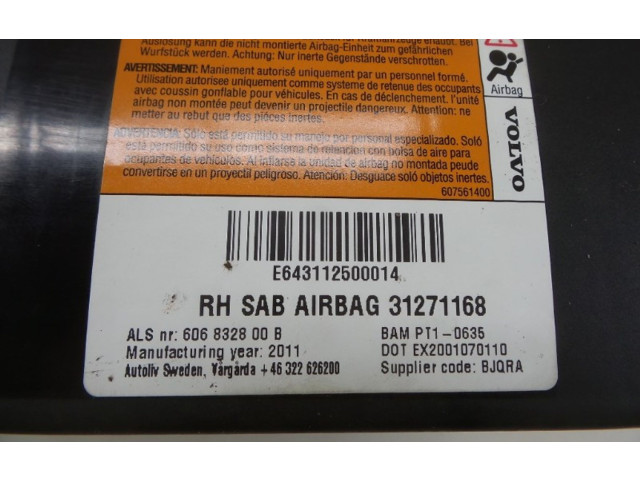 Auslösung kann die nicht montierte Airbag-Einheit zum gefährlichen
Wurfstück werden. Achtung: Nur inerte Gegenstände verschrotten.
AVERTISSEMENT: Maniement autorisé uniquement par un personnel formé.
Utilisation autorisee uniquement comme système de retenue des occupants
avec coussin gonflable pour véhicules. En cas de déclenchement. l'unité
airbag non montée peut devenir un projectile dangereux. Attention: ne
metter au rebut que des pièces inertes.
ADVERTENCIA: Sólo está permitido su manejo por personal especializado. Soló
está permitido su uso como sistema de retención con bolsa de aire para
ocupantes de vehículos. Al inflarse la unidad de airbag no montada peude
convertirse en un proyectil peligroso. Atención: Desguace soló objetos inertes.
607561400
Airbag
VOLVO
E643112500014
RH SAB AIRBAG 31271168
ALS nr: 606 8328 00 B
BAM PT1-0635
Manufacturing year: 2011
DOT EX2001070110
Autoliv Sweden, Vårgårda +46 322 626200
Supplier code: BJQRA